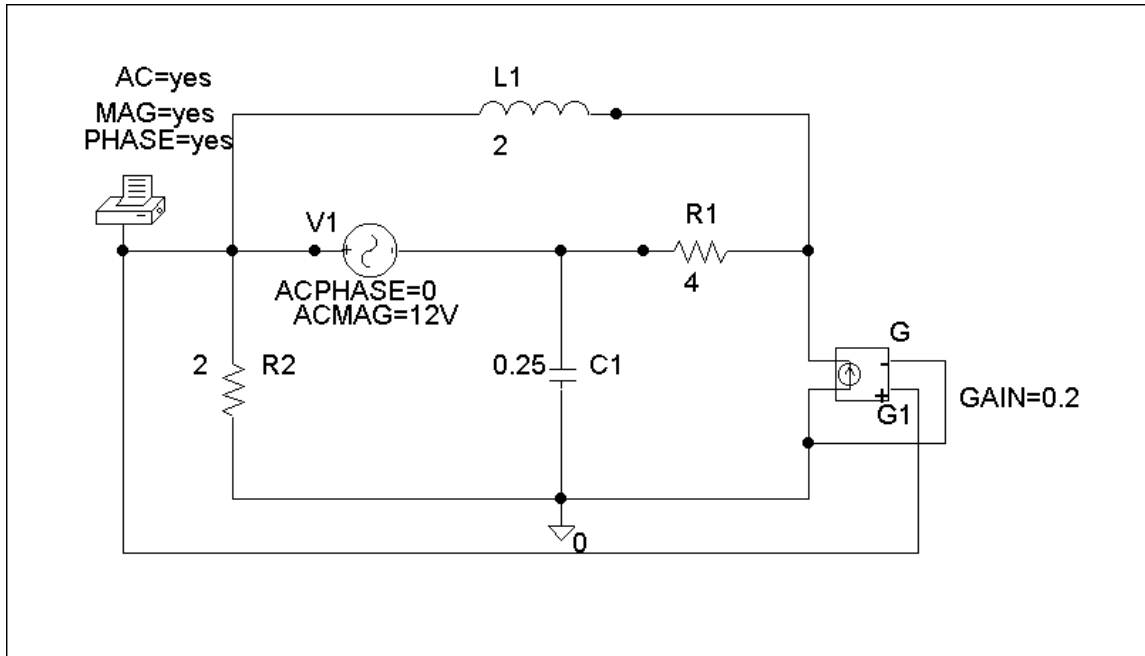 AC=yes
MAG=yes
PHASE=yes
L1
2
V1
R1
4
ACPHASE=0
ACMAG=12V
2
R2
0.25
C1
G
G1
GAIN=0.2
0